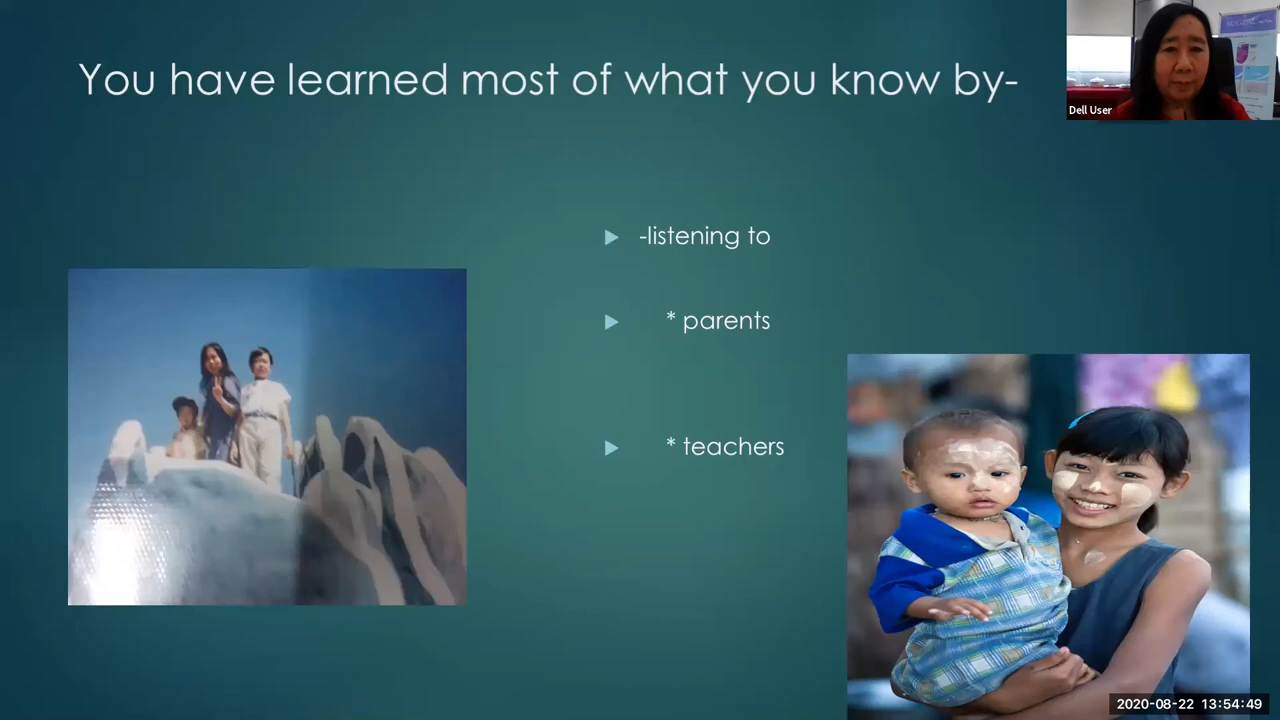 You have learned most of what you know by-
Dell User
-listening to
* parents
* teachers
2020-08-22 13:54:49